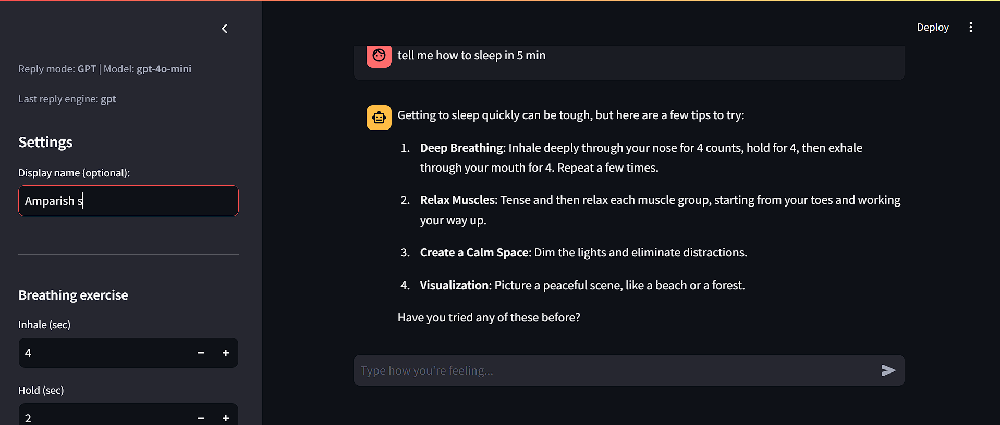 Reply mode: GPT | Model: gpt-4o-mini
Last reply engine: gpt
Settings
Display name (optional):
Amparish s
Breathing exercise
Inhale (sec)
4
Hold (sec)
2
Deploy
tell me how to sleep in 5 min
Getting to sleep quickly can be tough, but here are a few tips to try:
1. Deep Breathing: Inhale deeply through your nose for 4 counts, hold for 4, then exhale
through your mouth for 4. Repeat a few times.
2. Relax Muscles: Tense and then relax each muscle group, starting from your toes and working
your way up.
3. Create a Calm Space: Dim the lights and eliminate distractions.
4. Visualization: Picture a peaceful scene, like a beach or a forest.
Have you tried any of these before?
Type how you’re feeling...